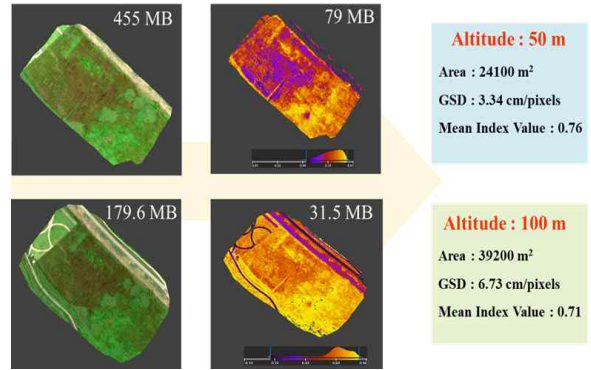 455 MB
79 MB
Altitude : 50 m
Area : 24100 m²
GSD : 3.34 cm/pixels
Mean Index Value : 0.76
179.6 MB
31.5 MB
Altitude : 100 m
Area : 39200 m²
GSD : 6.73 cm/pixels
Mean Index Value : 0.71